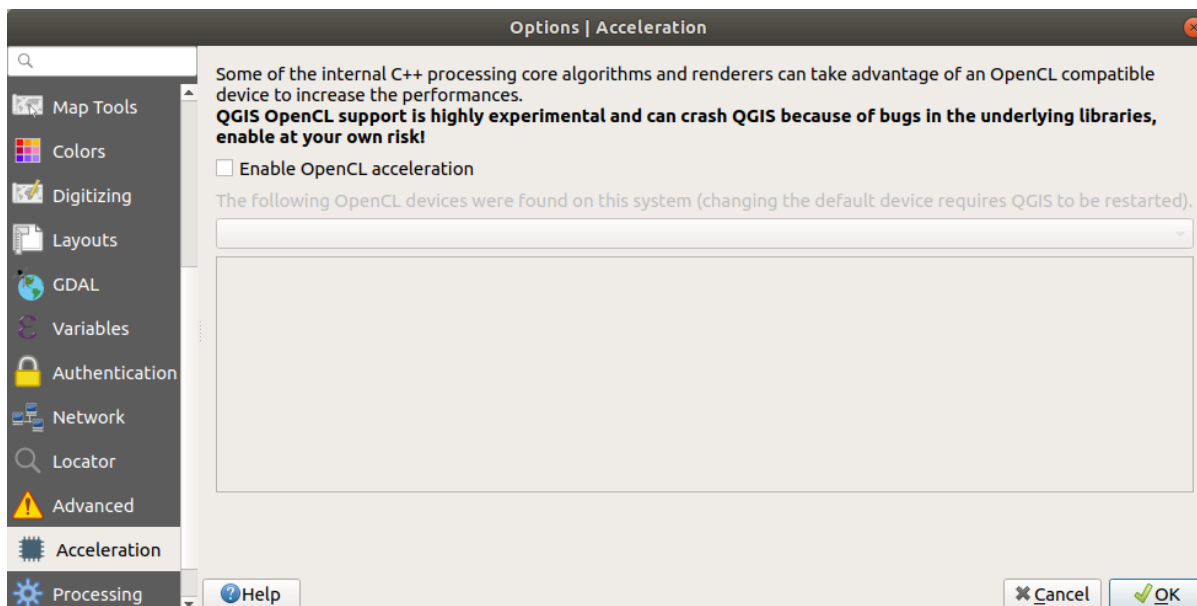 Options | Acceleration
Map Tools
Colors
Digitizing
Layouts
GDAL
Variables
Authentication
Network
Locator
Advanced
Acceleration
Processing
Some of the internal C++ processing core algorithms and renderers can take advantage of an OpenCL compatible
device to increase the performances.
QGIS OpenCL support is highly experimental and can crash QGIS because of bugs in the underlying libraries,
enable at your own risk!
Enable OpenCL acceleration
The following OpenCL devices were found on this system (changing the default device requires QGIS to be restarted).
Help
Cancel
OK